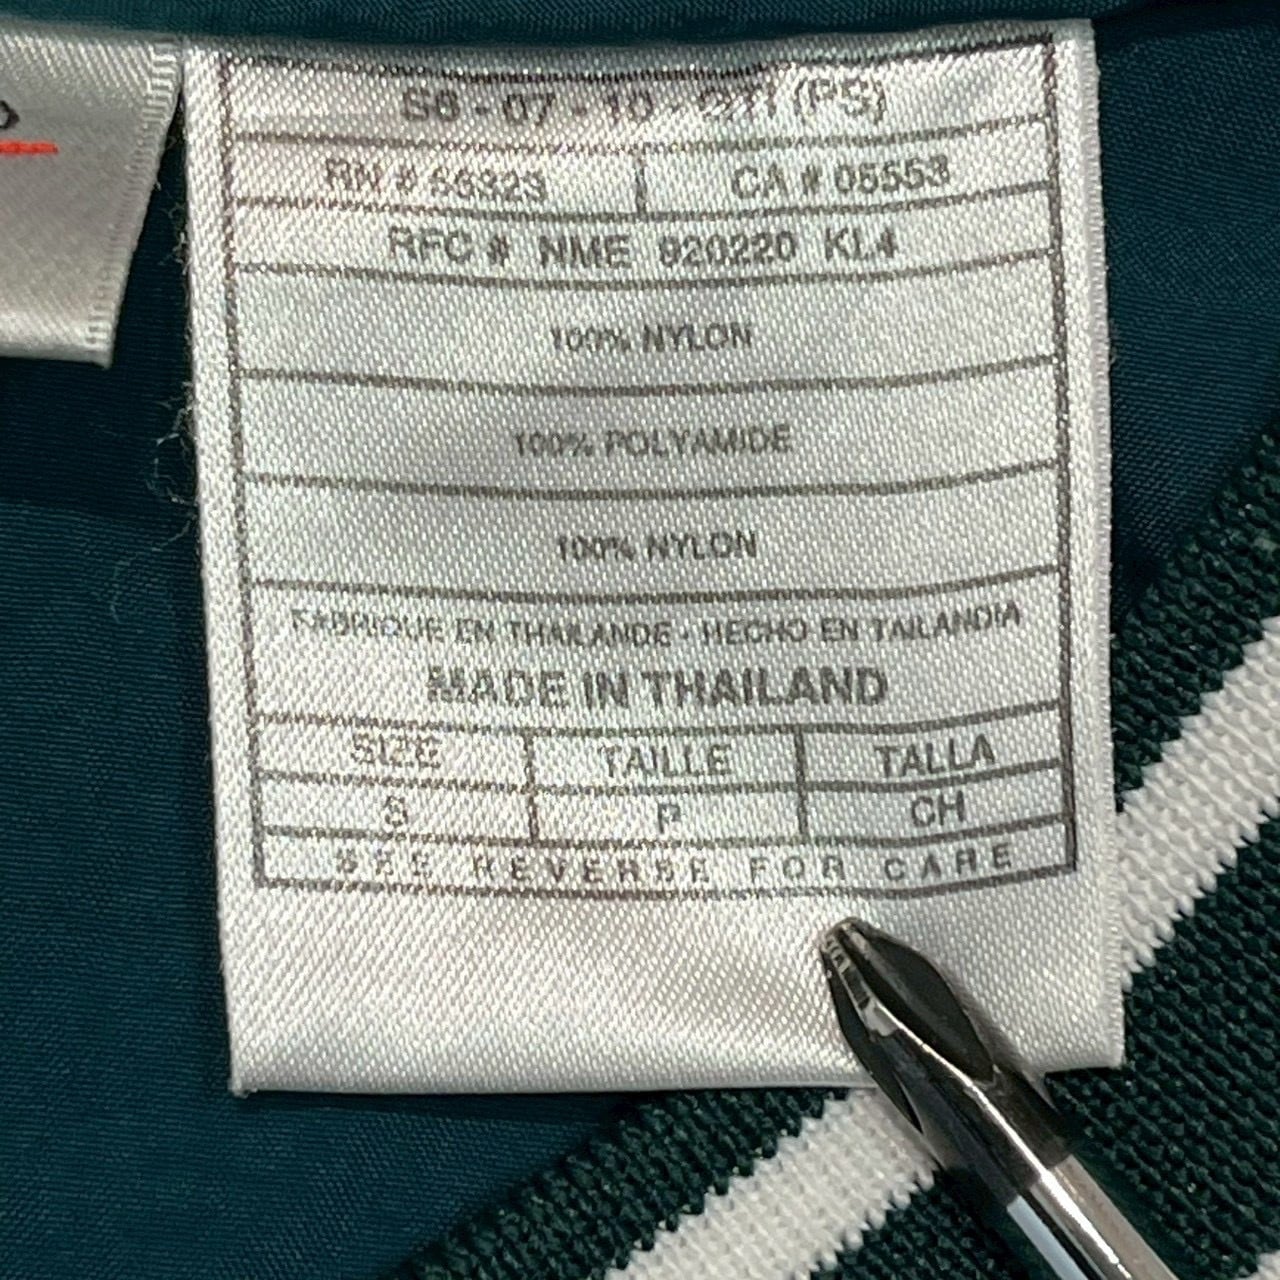 S6 - 07 - 10 - QTI (PS)
RN # 56323 CA # 05553
RFC # NME 920220 KL4
100% NYLON
100% POLYAMIDE
100% NYLON
FABRIQUE EN THAILANDE - HECHO EN TAILANDIA
MADE IN THAILAND
SIZE TAILLE TALLA
S P CH
SEE REVERSE FOR CARE